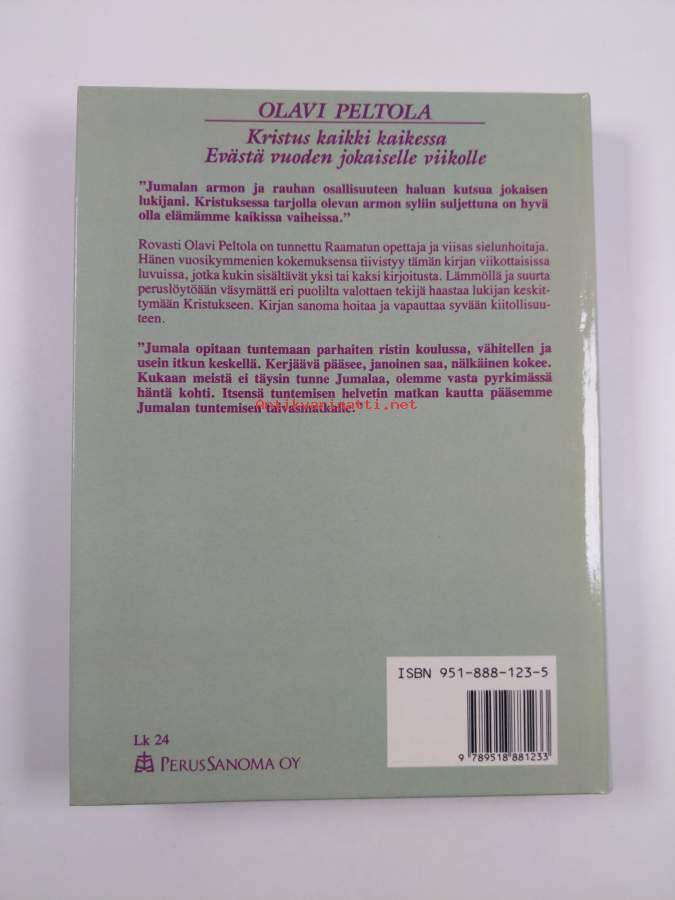 OLAVI PELTOLA
Kristus kaikki kaikessa
Evästä vuoden jokaiselle viikolle
"Jumalan armon ja rauhan osallisuuteen haluan kutsua jokaisen
lukijani. Kristuksessa tarjolla olevan armon syliin suljettuna on hyvä
olla elämämme kaikissa vaiheissa."
Rovasti Olavi Peltola on tunnettu Raamatun opettaja ja viisas sielunhoitaja.
Hänen vuosikymmenien kokemuksensa tiivistyy tämän kirjan viikottaisissa
luvuissa, jotka kukin sisältävät yksi tai kaksi kirjoitusta. Lämmöllä ja suurta
peruslöytöään väsymättä eri puolilta valottaen tekijä haastaa lukijan keskit-
tymään Kristukseen. Kirjan sanoma hoitaa ja vapauttaa syvään kiitollisuu-
teen.
"Jumala opitaan tuntemaan parhaiten ristin koulussa, vähitellen ja
usein itkun keskellä. Kerjäävä pääsee, janoinen saa, nälkäinen kokee.
Kukaan meistä ei täysin tunne Jumalaa, olemme vasta pyrkimässä
häntä kohti. Itsensä tuntemisen helvetin matkan kautta pääsemme
Jumalan tuntemisen taivasmatkalle."
Antikvariaatti.net
ISBN 951-888-123-5
9 789518 881233
Lk 24
PERUSSANOMA OY